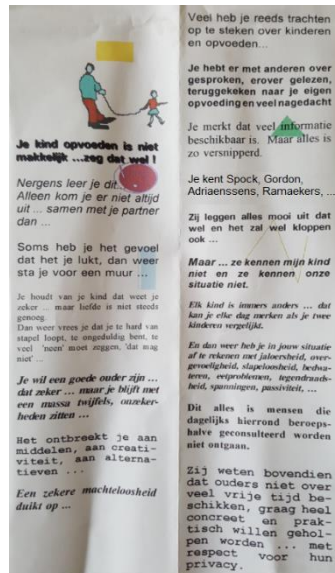 Je kind opvoeden is niet
makkelijk ...zeg dat wel !
Nergens leer je dit...
Alleen kom je er niet altijd
uit ... samen met je partner
dan ...
Soms heb je het gevoel
dat het je lukt, dan weer
sta je voor een muur ...
Je houdt van je kind dat weet je
zeker ... maar liefde is niet steeds
genoeg.
Dan weer vrees je dat je te hard van
stapel loopt, te ongeduldig bent, te
veel 'neen' moet zeggen, 'dat mag
niet' ...
Je wil een goede ouder zijn ...
dat zeker ... maar je blijft met
een massa twijfels, onzeker-
heden zitten ...
Het ontbreekt je aan
middelen, aan creati-
viteit, aan alterna-
tieven ...
Een zekere machteloosheid
duikt op ...
Veel heb je reeds trachten
op te steken over kinderen
en opvoeden...
Je hebt er met anderen over
gesproken, erover gelezen,
teruggekeken naar je eigen
opvoeding en veel nagedacht
Je merkt dat veel informatie
beschikbaar is. Maar alles is
zo versnipperd.
Je kent Spock, Gordon,
Adriaenssens, Ramaekers, ...
Zij leggen alles mooi uit dat
wel en het zal wel kloppen
ook ...
Maar ... ze kennen mijn kind
niet en ze kennen onze
situatie niet.
Elk kind is immers anders ... dat
kan je elke dag merken als je twee
kinderen vergelijkt.
En dan weer heb je in jouw situatie
af te rekenen met jaloersheid, over-
gevoeligheid, slapeloosheid, bedwa-
teren, eetproblemen, tegendraads-
heid, spanningen, passiviteit, ...
Dit alles is mensen die
dagelijks hierrond beroeps-
halve geconsulteerd worden
niet ontgaan.
Zij weten bovendien
dat ouders niet over
veel vrije tijd be-
schikken, graag heel
concreet en prak-
tisch willen gehol-
pen worden ... met
respect voor hun
privacy.